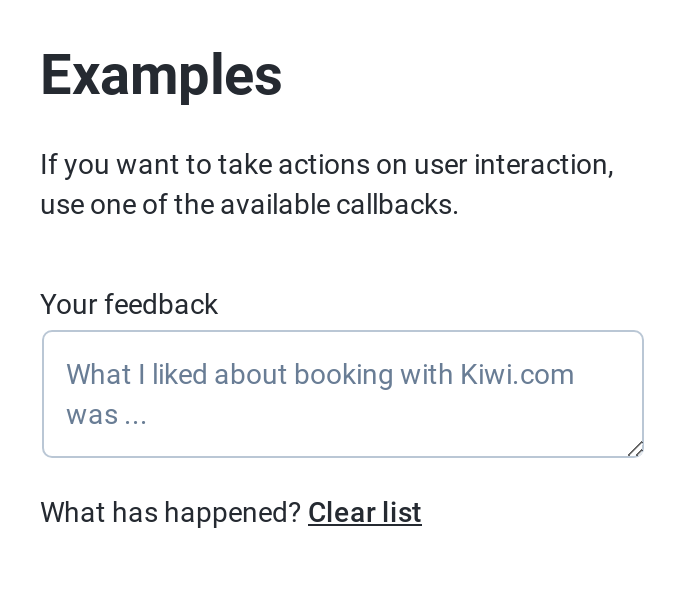 Examples
If you want to take actions on user interaction,
use one of the available callbacks.
Your feedback
What I liked about booking with Kiwi.com
was ...
What has happened? Clear list